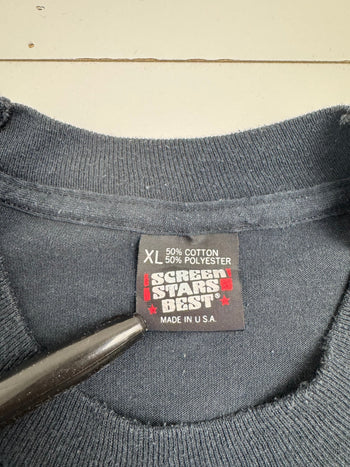 XL 50% COTTON
50% POLYESTER
SCREEN
STARS
BEST®
MADE IN U.S.A.